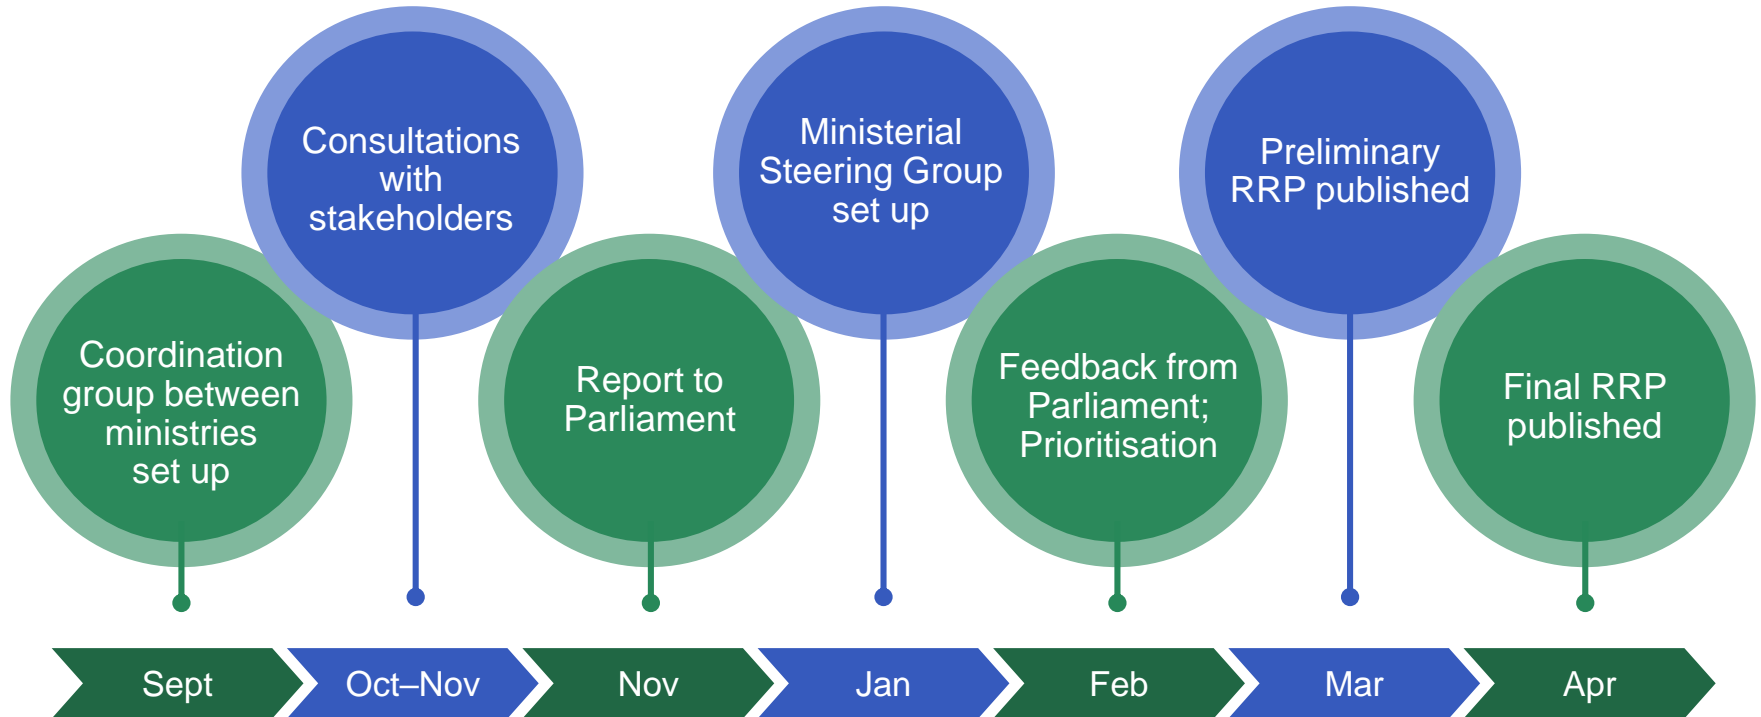 Coordination
group between
ministries
set up
Consultations
with
stakeholders
Report to
Parliament
Ministerial
Steering Group
set up
Feedback from
Parliament;
Prioritisation
Preliminary
RRP published
Final RRP
published
Sept
Oct–Nov
Nov
Jan
Feb
Mar
Apr